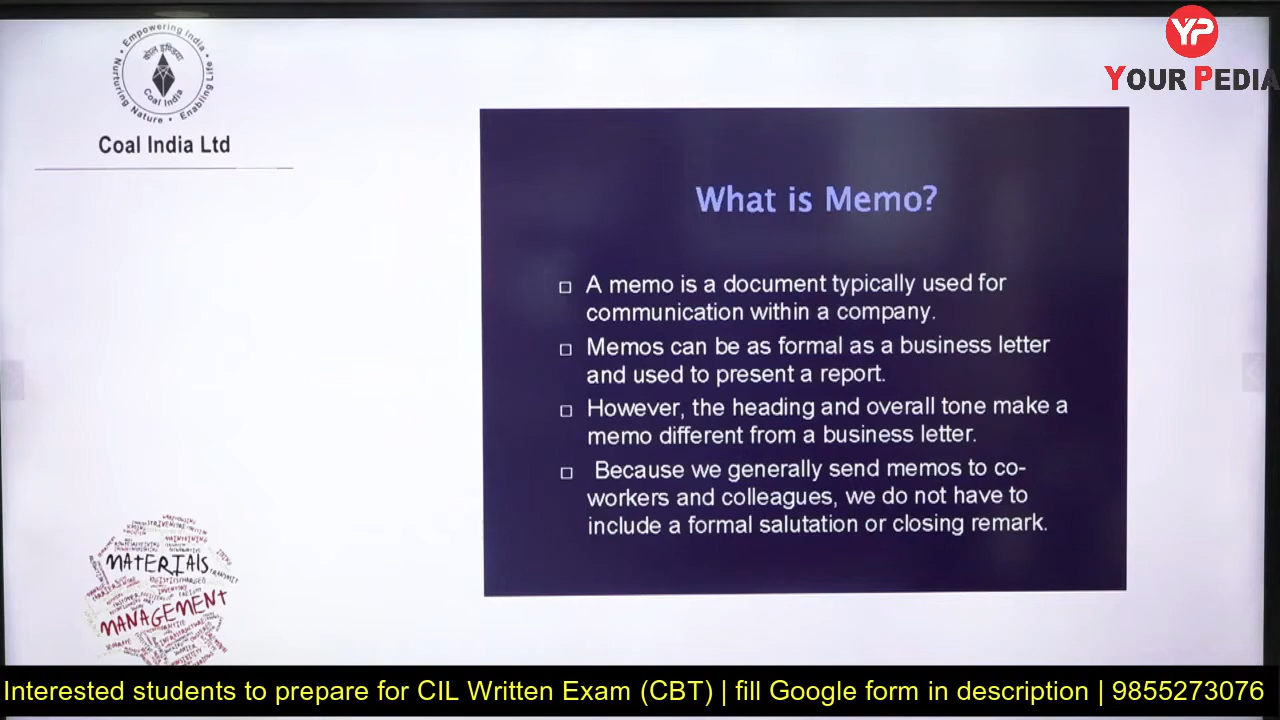 Empowering India
कोल इण्डिया
Coal India
Nurturing Nature • Enabling Life
Coal India Ltd
YP
YOUR PEDIA
What is Memo?
A memo is a document typically used for
communication within a company.
Memos can be as formal as a business letter
and used to present a report.
However, the heading and overall tone make a
memo different from a business letter.
Because we generally send memos to co-
workers and colleagues, we do not have to
include a formal salutation or closing remark.
MATERIALS
MANAGEMENT
Interested students to prepare for CIL Written Exam (CBT) | fill Google form in description | 9855273076